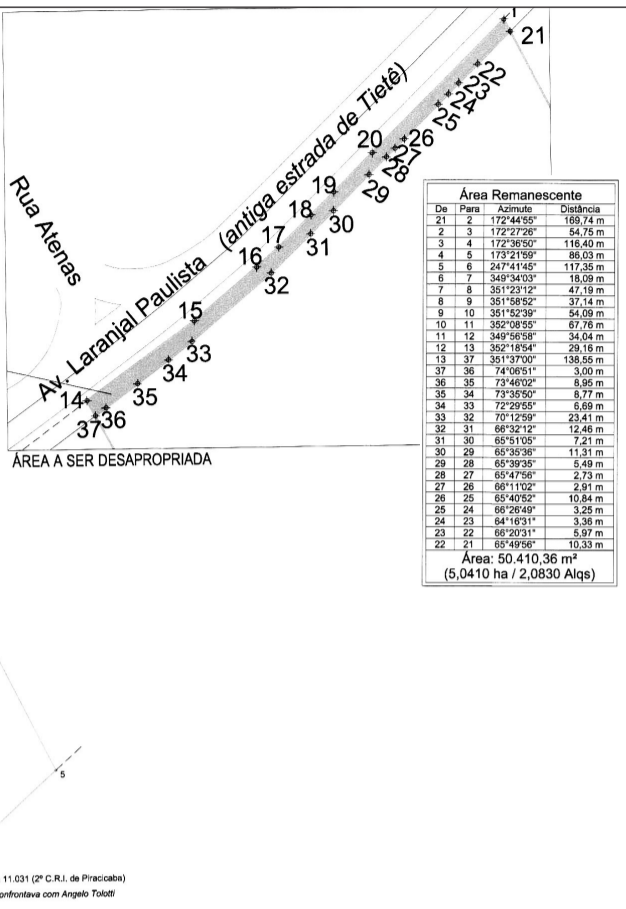 1
21
22
23
24
25
26
27
28
20
29
19
30
18
31
17
16
32
15
33
34
35
14
36
37
Rua Atenas
Av. Laranjal Paulista (antiga estrada de Tietê)
ÁREA A SER DESAPROPRIADA
Área Remanescente
De Para Azimute Distância
21 2 172°44'55" 169,74 m
2 3 172°27'26" 54,75 m
3 4 172°36'50" 116,40 m
4 5 173°21'59" 86,03 m
5 6 247°41'45" 117,35 m
6 7 349°34'03" 18,09 m
7 8 351°23'12" 47,19 m
8 9 351°58'52" 37,14 m
9 10 351°52'39" 54,09 m
10 11 352°08'55" 67,76 m
11 12 349°56'58" 34,04 m
12 13 352°18'54" 29,16 m
13 37 351°37'00" 138,55 m
37 36 74°06'51" 3,00 m
36 35 73°46'02" 8,95 m
35 34 73°35'50" 8,77 m
34 33 72°29'55" 6,69 m
33 32 70°12'59" 23,41 m
32 31 66°32'12" 12,46 m
31 30 65°51'05" 7,21 m
30 29 65°35'36" 11,31 m
29 28 65°39'35" 5,49 m
28 27 65°47'56" 2,73 m
27 26 66°11'02" 2,91 m
26 25 65°40'52" 10,84 m
25 24 66°26'49" 3,25 m
24 23 64°16'31" 3,36 m
23 22 66°20'31" 5,97 m
22 21 65°49'56" 10,33 m
Área: 50.410,36 m²
(5,0410 ha / 2,0830 Alqs)
5
11.031 (2º C.R.I. de Piracicaba)
onfrontava com Angelo Tolotti